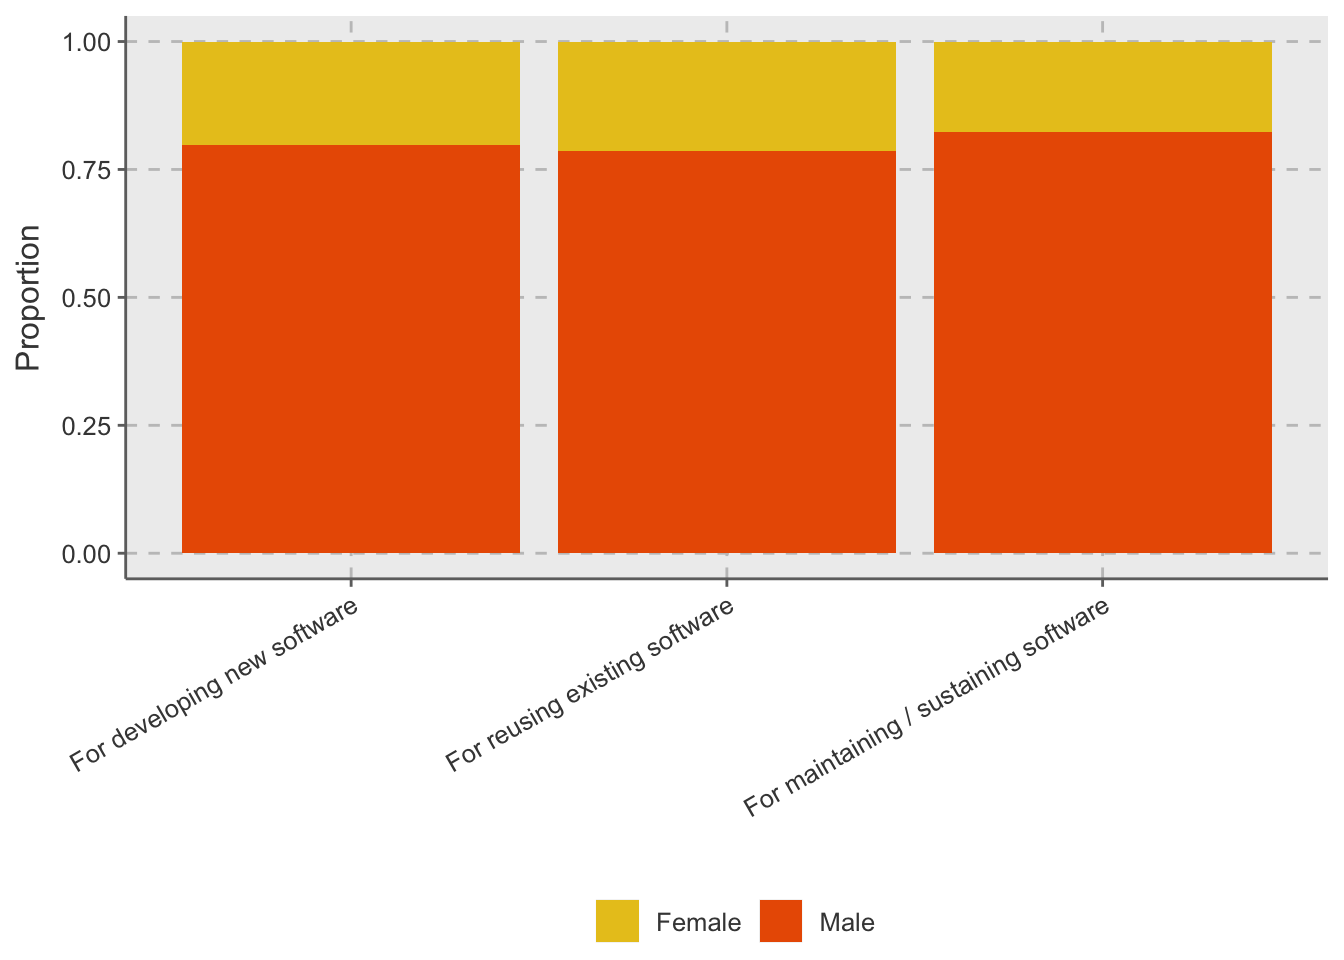 Proportion
1.00
0.75
0.50
0.25
0.00
For developing new software
For reusing existing software
For maintaining / sustaining software
Female
Male